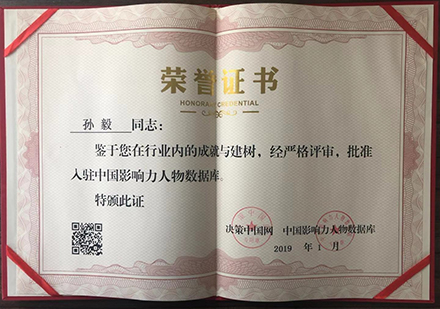 荣誉证书
HONORARY CREDENTIAL
孙毅 同志：
鉴于您在行业内的成就与建树，经严格评审，批准
入驻中国影响力人物数据库。
特颁此证
决策中国网 中国影响力人物数据库
2019 年 1 月